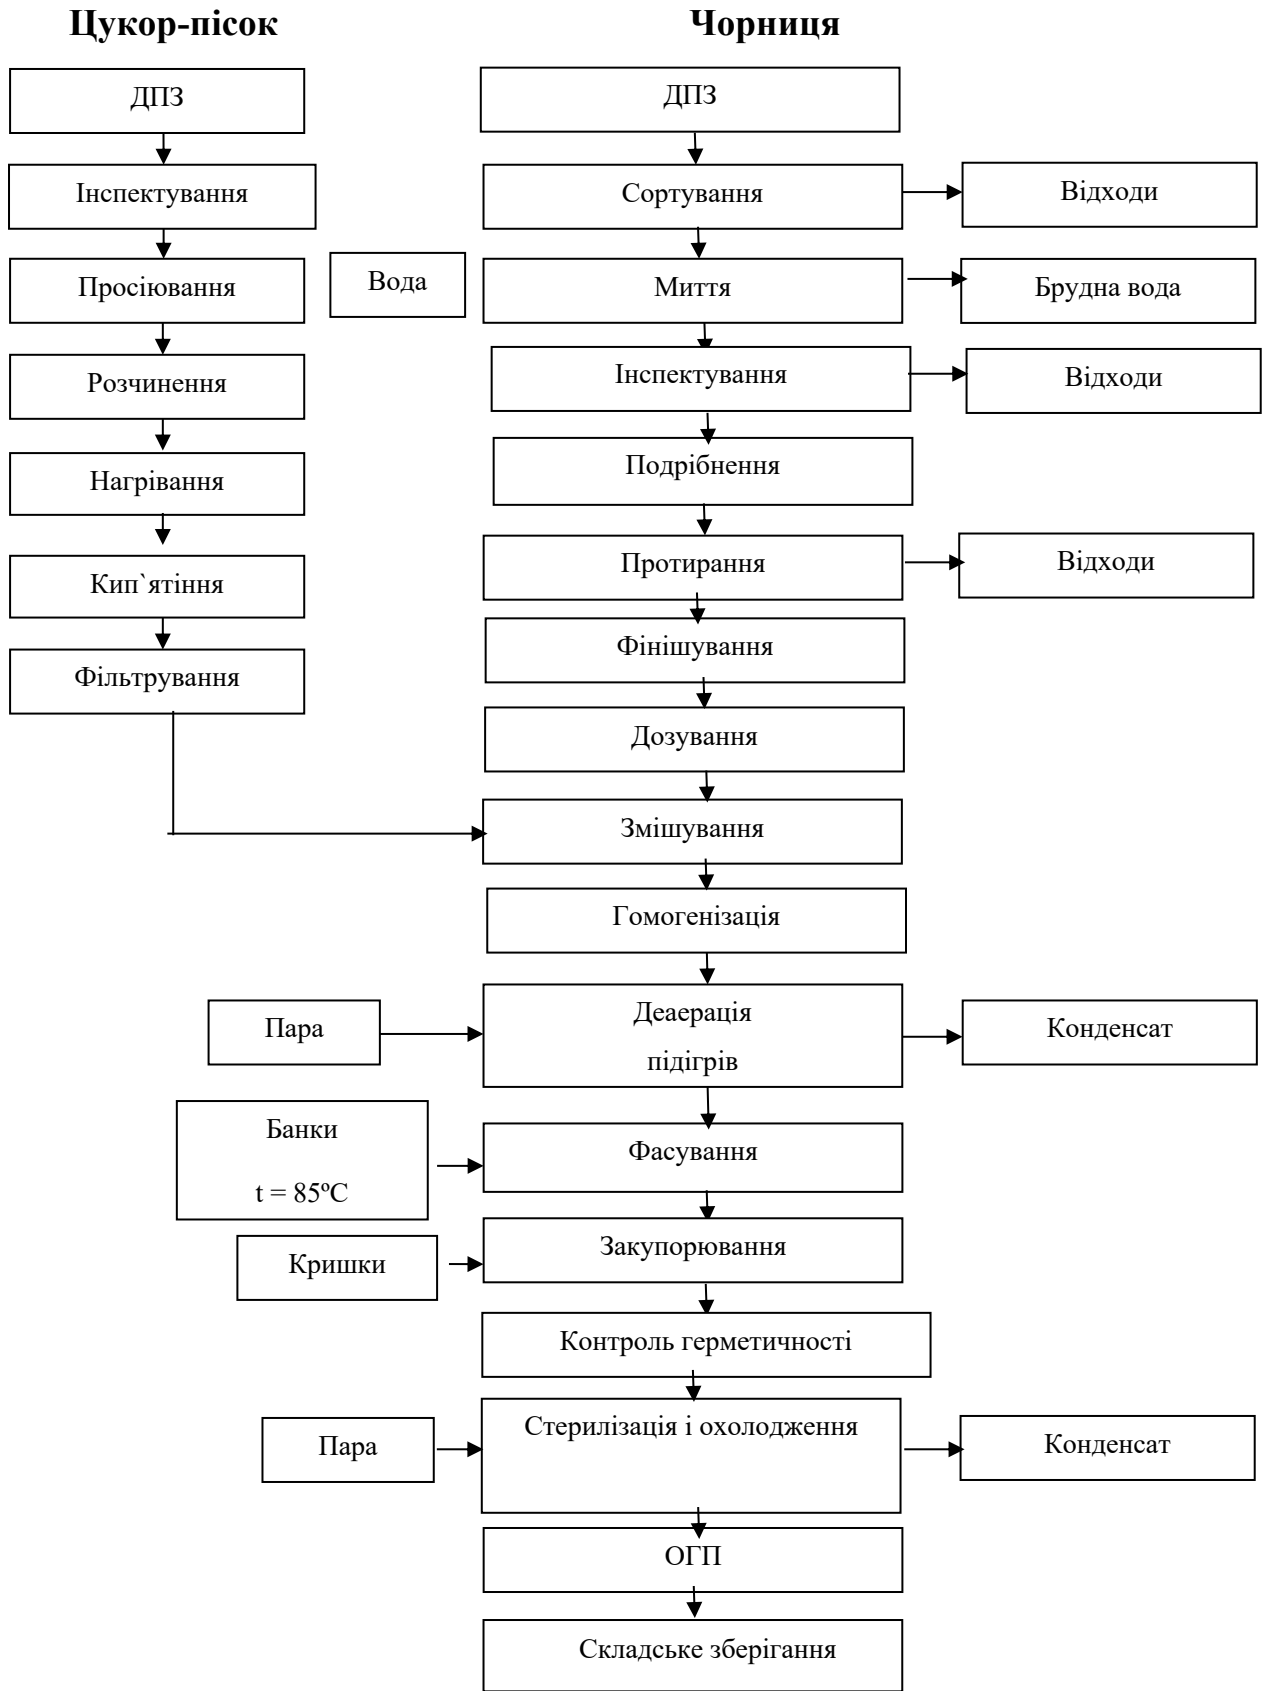 Цукор-пісок
Чорниця
ДПЗ
ДПЗ
Інспектування
Сортування
Відходи
Просіювання
Вода
Миття
Брудна вода
Розчинення
Інспектування
Відходи
Нагрівання
Подрібнення
Кип`ятіння
Протирання
Відходи
Фільтрування
Фінішування
Дозування
Змішування
Гомогенізація
Пара
Деаерація
підігрів
Конденсат
Банки
t = 85ºC
Фасування
Кришки
Закупорювання
Контроль герметичності
Пара
Стерилізація і охолодження
Конденсат
ОГП
Складське зберігання